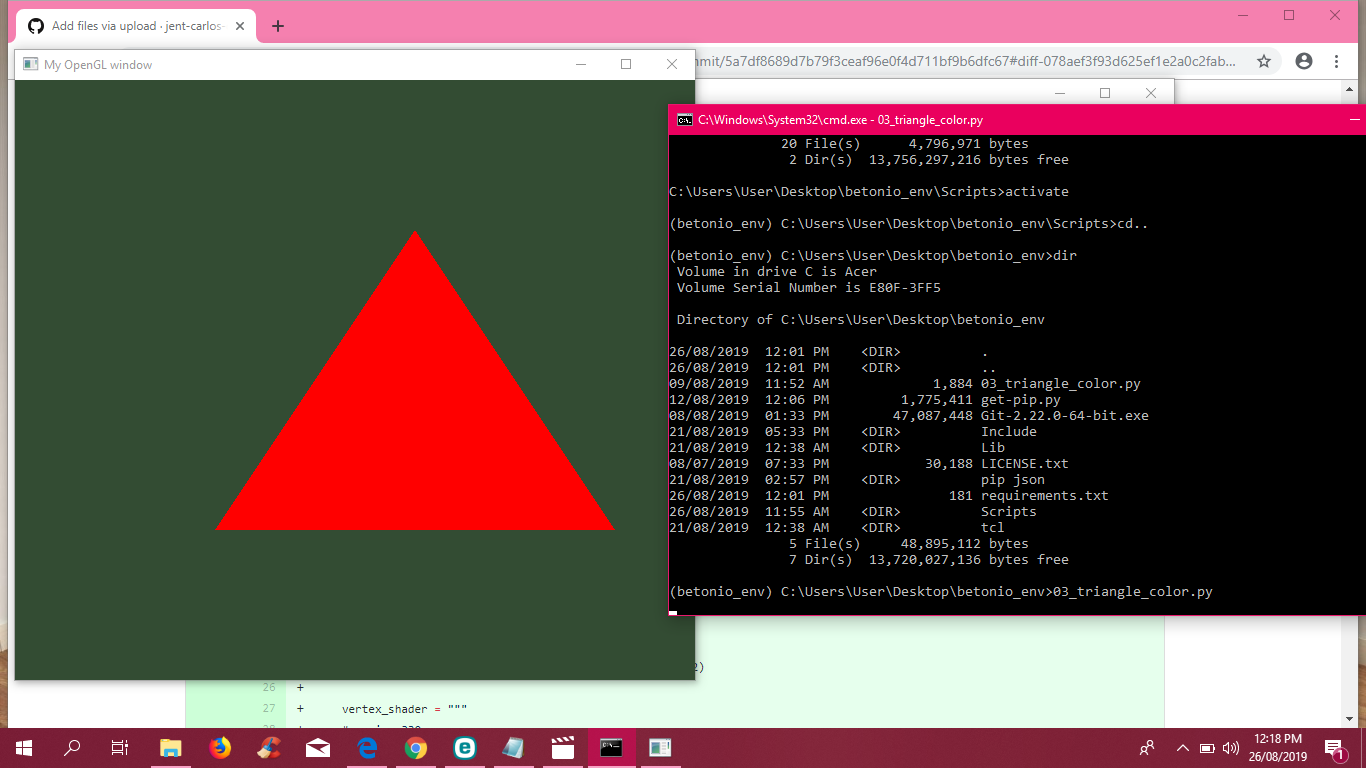 Add files via upload · jent-carlos-
My OpenGL window
mmit/5a7df8689d7b79f3ceaf96e0f4d711bf9b6dfc67#diff-078aef3f93d625ef1e2a0c2fab...
C:\Windows\System32\cmd.exe - 03_triangle_color.py
20 File(s) 4,796,971 bytes
2 Dir(s) 13,756,297,216 bytes free
C:\Users\User\Desktop\betonio_env\Scripts>activate
(betonio_env) C:\Users\User\Desktop\betonio_env\Scripts>cd..
(betonio_env) C:\Users\User\Desktop\betonio_env>dir
Volume in drive C is Acer
Volume Serial Number is E80F-3FF5
Directory of C:\Users\User\Desktop\betonio_env
26/08/2019 12:01 PM <DIR> .
26/08/2019 12:01 PM <DIR> ..
09/08/2019 11:52 AM 1,884 03_triangle_color.py
12/08/2019 12:06 PM 1,775,411 get-pip.py
08/08/2019 01:33 PM 47,087,448 Git-2.22.0-64-bit.exe
21/08/2019 05:33 PM <DIR> Include
21/08/2019 12:38 AM <DIR> Lib
08/07/2019 07:33 PM 30,188 LICENSE.txt
21/08/2019 02:57 PM <DIR> pip json
26/08/2019 12:01 PM 181 requirements.txt
26/08/2019 11:55 AM <DIR> Scripts
21/08/2019 12:38 AM <DIR> tcl
5 File(s) 48,895,112 bytes
7 Dir(s) 13,720,027,136 bytes free
(betonio_env) C:\Users\User\Desktop\betonio_env>03_triangle_color.py
2)
26 +
27 + vertex_shader = """
12:18 PM
26/08/2019
1